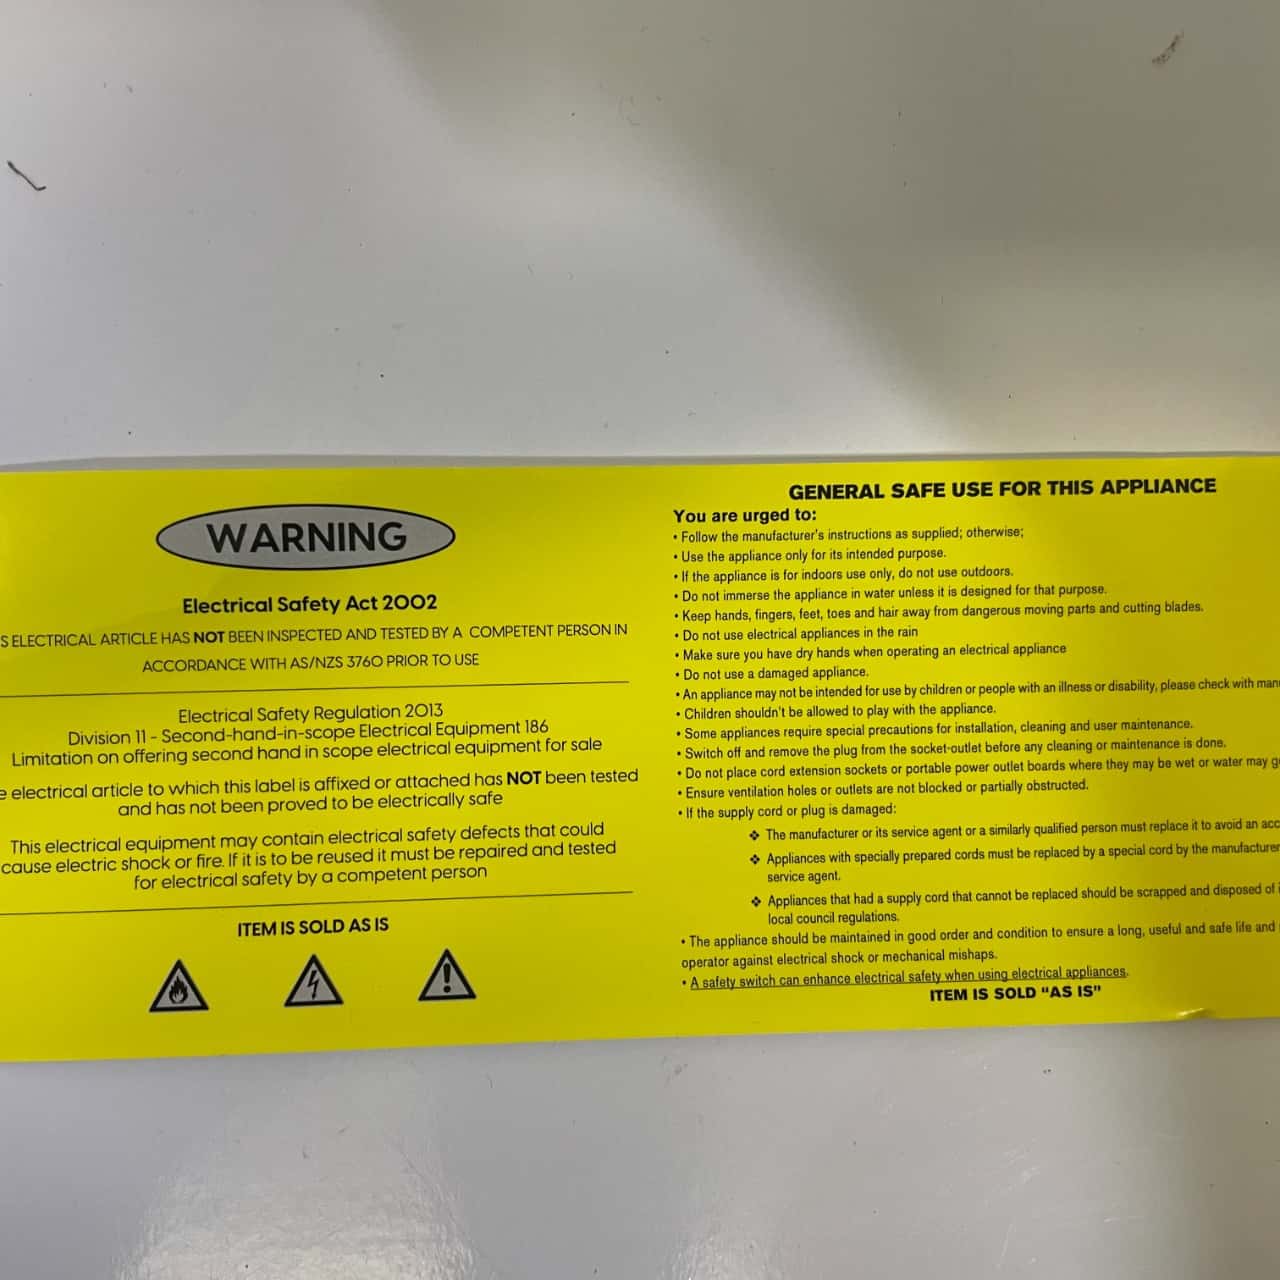 WARNING
Electrical Safety Act 2002
ELECTRICAL ARTICLE HAS NOT BEEN INSPECTED AND TESTED BY A COMPETENT PERSON IN
ACCORDANCE WITH AS/NZS 3760 PRIOR TO USE
Electrical Safety Regulation 2013
Division 11 - Second-hand-in-scope Electrical Equipment 186
Limitation on offering second hand in scope electrical equipment for sale
electrical article to which this label is affixed or attached has NOT been tested
and has not been proved to be electrically safe
This electrical equipment may contain electrical safety defects that could
cause electric shock or fire. If it is to be reused it must be repaired and tested
for electrical safety by a competent person
ITEM IS SOLD AS IS
GENERAL SAFE USE FOR THIS APPLIANCE
You are urged to:
• Follow the manufacturer's instructions as supplied; otherwise;
• Use the appliance only for its intended purpose.
• If the appliance is for indoors use only, do not use outdoors.
• Do not immerse the appliance in water unless it is designed for that purpose.
• Keep hands, fingers, feet, toes and hair away from dangerous moving parts and cutting blades.
• Do not use electrical appliances in the rain
• Make sure you have dry hands when operating an electrical appliance
• Do not use a damaged appliance.
• An appliance may not be intended for use by children or people with an illness or disability, please check with
• Children shouldn't be allowed to play with the appliance.
• Some appliances require special precautions for installation, cleaning and user maintenance.
• Switch off and remove the plug from the socket-outlet before any cleaning or maintenance is done.
• Do not place cord extension sockets or portable power outlet boards where they may be wet or water may
• Ensure ventilation holes or outlets are not blocked or partially obstructed.
• If the supply cord or plug is damaged:
❖ The manufacturer or its service agent or a similarly qualified person must replace it to avoid an
❖ Appliances with specially prepared cords must be replaced by a special cord by the manufacturer
service agent.
❖ Appliances that had a supply cord that cannot be replaced should be scrapped and disposed of
local council regulations.
• The appliance should be maintained in good order and condition to ensure a long, useful and safe life and
operator against electrical shock or mechanical mishaps.
• A safety switch can enhance electrical safety when using electrical appliances.
ITEM IS SOLD "AS IS"